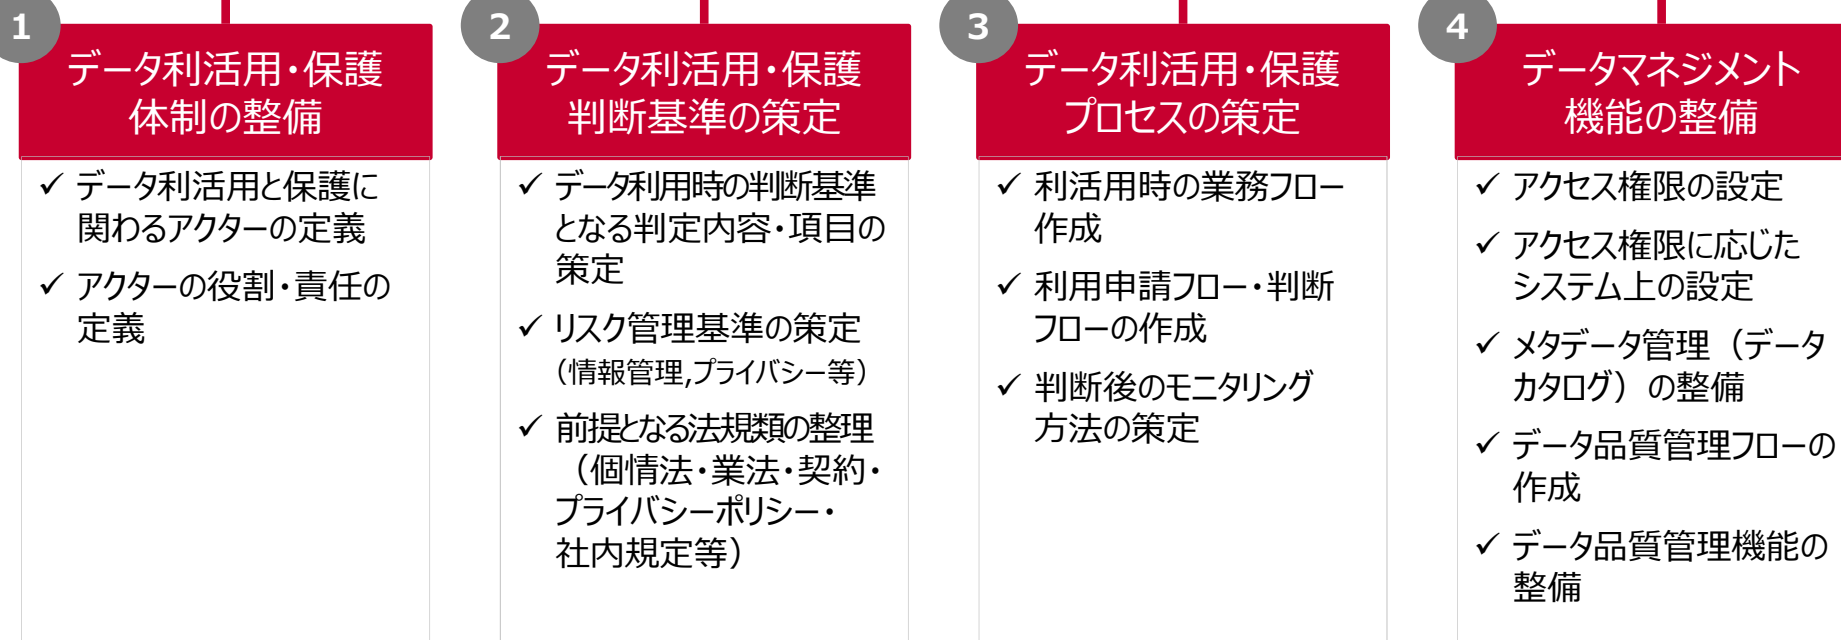 1
データ利活用・保護
体制の整備
✓ データ利活用と保護に
関わるアクターの定義
✓ アクターの役割・責任の
定義
2
データ利活用・保護
判断基準の策定
✓ データ利用時の判断基準
となる判定内容・項目の
策定
✓ リスク管理基準の策定
（情報管理,プライバシー等）
✓ 前提となる法規類の整理
（個情法・業法・契約・
プライバシーポリシー・
社内規定等）
3
データ利活用・保護
プロセスの策定
✓ 利活用時の業務フロー
作成
✓ 利用申請フロー・判断
フローの作成
✓ 判断後のモニタリング
方法の策定
4
データマネジメント
機能の整備
✓ アクセス権限の設定
✓ アクセス権限に応じた
システム上の設定
✓ メタデータ管理（データ
カタログ）の整備
✓ データ品質管理フローの
作成
✓ データ品質管理機能の
整備